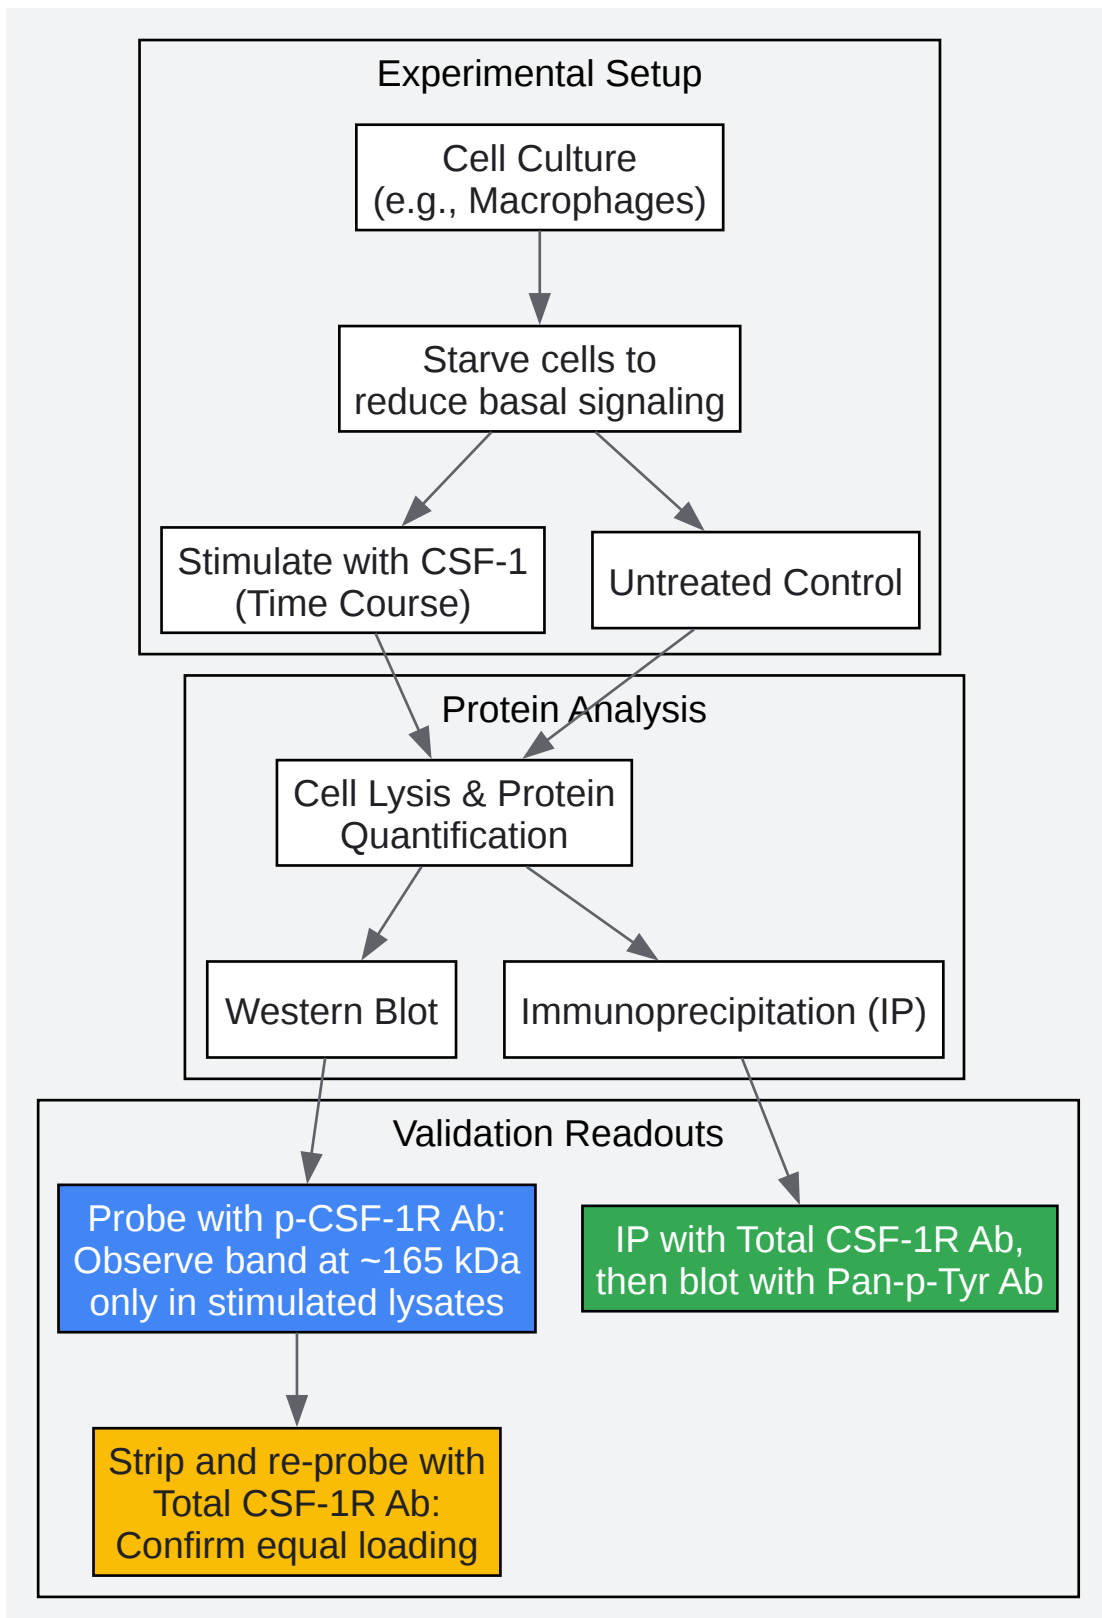 Experimental Setup
Cell Culture
(e.g., Macrophages)
Starve cells to
reduce basal signaling
Stimulate with CSF-1
(Time Course)
Untreated Control
Protein Analysis
Cell Lysis & Protein
Quantification
Western Blot
Immunoprecipitation (IP)
Validation Readouts
Probe with p-CSF-1R Ab:
Observe band at ~165 kDa
only in stimulated lysates
IP with Total CSF-1R Ab,
then blot with Pan-p-Tyr Ab
Strip and re-probe with
Total CSF-1R Ab:
Confirm equal loading